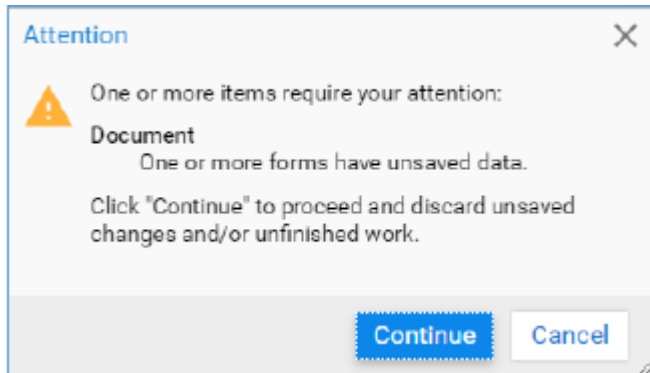 Attention
One or more items require your attention:
Document
One or more forms have unsaved data.
Click "Continue" to proceed and discard unsaved
changes and/or unfinished work.
Continue Cancel